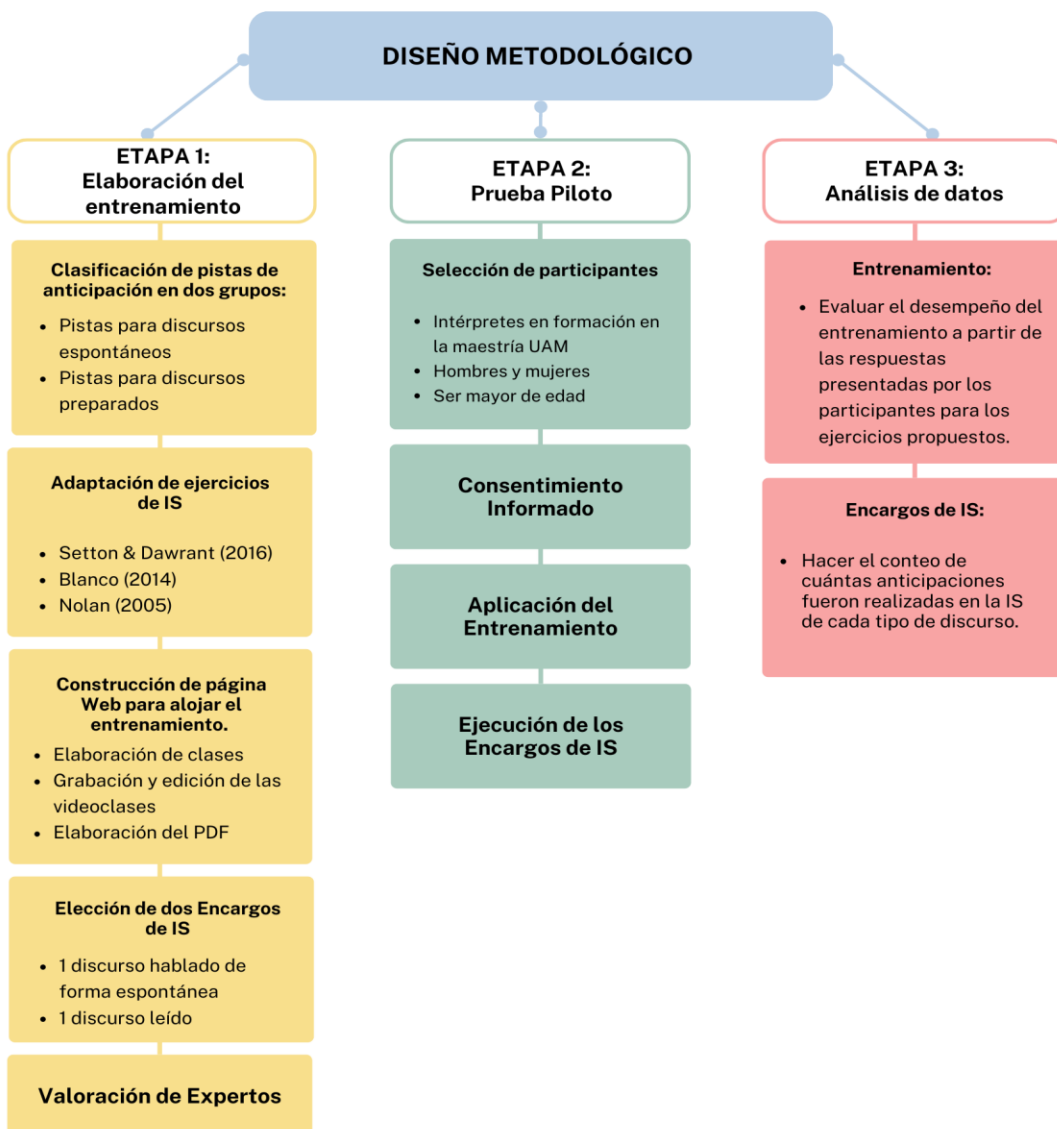 DISEÑO METODOLÓGICO
ETAPA 1:
Elaboración del
entrenamiento
Clasificación de pistas de
anticipación en dos grupos:
• Pistas para discursos
espontáneos
• Pistas para discursos
preparados
Adaptación de ejercicios
de IS
• Setton & Dawrant (2016)
• Blanco (2014)
• Nolan (2005)
Construcción de página
Web para alojar el
entrenamiento.
• Elaboración de clases
• Grabación y edición de las
videoclases
• Elaboración del PDF
Elección de dos Encargos
de IS
• 1 discurso hablado de
forma espontánea
• 1 discurso leído
Valoración de Expertos
ETAPA 2:
Prueba Piloto
Selección de participantes
• Intérpretes en formación en
la maestría UAM
• Hombres y mujeres
• Ser mayor de edad
Consentimiento
Informado
Aplicación del
Entrenamiento
Ejecución de los
Encargos de IS
ETAPA 3:
Análisis de datos
Entrenamiento:
• Evaluar el desempeño del
entrenamiento a partir de
las respuestas
presentadas por los
participantes para los
ejercicios propuestos.
Encargos de IS:
• Hacer el conteo de
cuántas anticipaciones
fueron realizadas en la IS
de cada tipo de discurso.